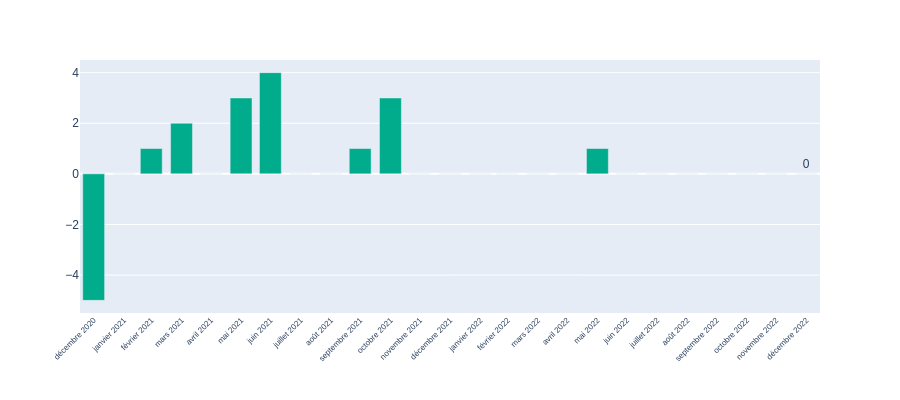 4
2
0
−2
−4
0
décembre 2020
janvier 2021
février 2021
mars 2021
avril 2021
mai 2021
juin 2021
juillet 2021
août 2021
septembre 2021
octobre 2021
novembre 2021
décembre 2021
janvier 2022
février 2022
mars 2022
avril 2022
mai 2022
juin 2022
juillet 2022
août 2022
septembre 2022
octobre 2022
novembre 2022
décembre 2022